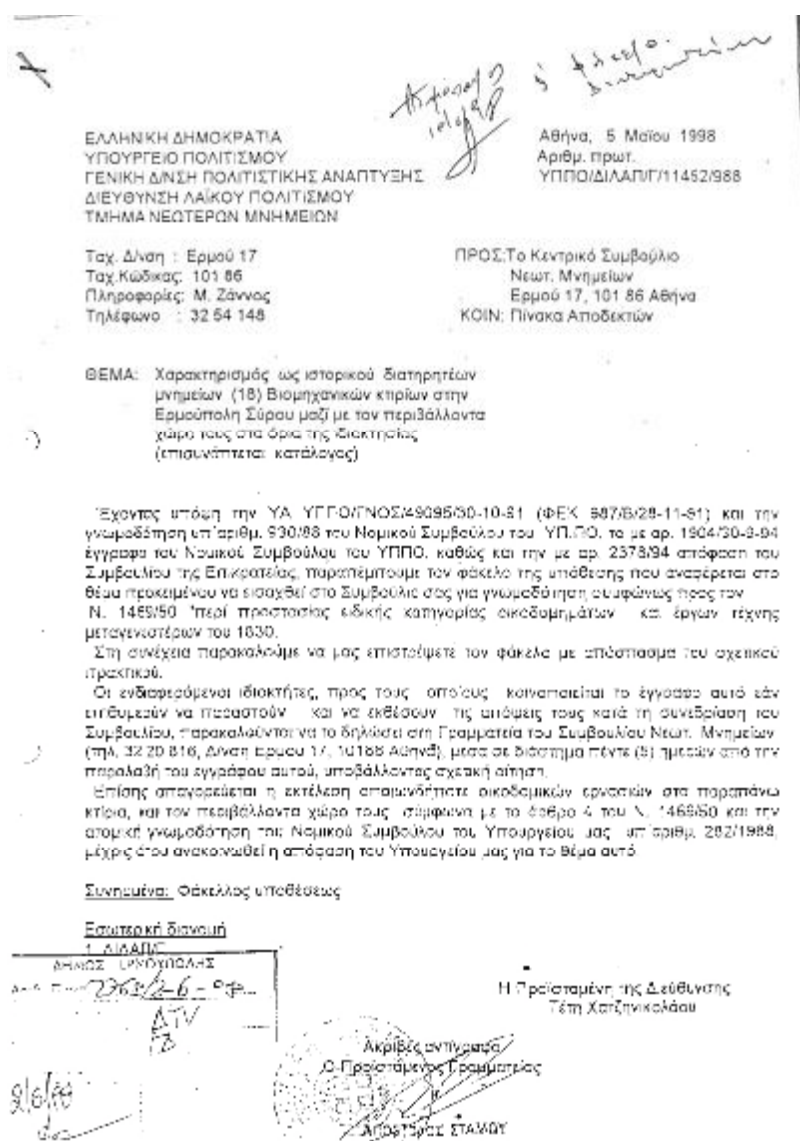 ΕΛΛΗΝΙΚΗ ΔΗΜΟΚΡΑΤΙΑ
ΥΠΟΥΡΓΕΙΟ ΠΟΛΙΤΙΣΜΟΥ
ΓΕΝΙΚΗ Δ/ΝΣΗ ΠΟΛΙΤΙΣΤΙΚΗΣ ΑΝΑΠΤΥΞΗΣ
ΔΙΕΥΘΥΝΣΗ ΛΑΪΚΟΥ ΠΟΛΙΤΙΣΜΟΥ
ΤΜΗΜΑ ΝΕΩΤΕΡΩΝ ΜΝΗΜΕΙΩΝ
Αθήνα, 5 Μαΐου 1998
Αριθμ. πρωτ.
ΥΠΠΟ/ΔΙΛΑΠ/Γ/11452/988
Ταχ. Δ/νση : Ερμού 17
Ταχ.Κώδικας: 101 86
Πληροφορίες: Μ. Ζάννος
Τηλέφωνο : 32 54 148
ΠΡΟΣ:Το Κεντρικό Συμβούλιο
Νεωτ. Μνημείων
Ερμού 17, 101 86 Αθήνα
ΚΟΙΝ: Πίνακα Αποδεκτών
ΘΕΜΑ: Χαρακτηρισμός ως ιστορικού διατηρητέων
μνημείων (18) Βιομηχανικών κτιρίων στην
Ερμούπολη Σύρου μαζί με τον περιβάλλοντα
χώρο τους στα όρια της ιδιοκτησίας
(επισυνάπτεται κατάλογος)
Έχοντες υπόψη την ΥΑ ΥΠΠΟ/ΓΝΟΣ/49095/30-10-91 (ΦΕΚ 987/Β/28-11-91) και την
γνωμοδότηση υπ'αριθμ. 930/88 του Νομικού Συμβούλου του ΥΠ.ΠΟ, το με αρ. 1904/30-9-94
έγγραφο του Νομικού Συμβούλου του ΥΠΠΟ, καθώς και την με αρ. 2378/94 απόφαση του
Συμβουλίου της Επικρατείας, παραπέμπουμε τον φάκελο της υπόθεσης που αναφέρεται στο
θέμα προκειμένου να εισαχθεί στο Συμβούλιο σας για γνωμοδότηση συμφώνως προς τον
Ν. 1469/50 "περί προστασίας ειδικής κατηγορίας οικοδομημάτων και έργων τέχνης
μεταγενεστέρων του 1830.
Στη συνέχεια παρακαλούμε να μας επιστρέψετε τον φάκελο με απόσπασμα του σχετικού
πρακτικού.
Οι ενδιαφερόμενοι ιδιοκτήτες, προς τους οποίους κοινοποιείται το έγγραφο αυτό εάν
επιθυμούν να παραστούν και να εκθέσουν τις απόψεις τους κατά τη συνεδρίαση του
Συμβουλίου, παρακαλούνται να το δηλώσει στη Γραμματεία του Συμβουλίου Νεωτ. Μνημείων
(τηλ. 32 20 816, Δ/νση Ερμού 17, 10186 Αθήνα), μέσα σε διάστημα πέντε (5) ημερών από την
παραλαβή του εγγράφου αυτού, υποβάλλοντας σχετική αίτηση.
Επίσης απαγορεύεται η εκτέλεση οποιωνδήποτε οικοδομικών εργασιών στα παραπάνω
κτίρια, και τον περιβάλλοντα χώρο τους σύμφωνα με το άρθρο 4 του Ν. 1469/50 και την
ατομική γνωμοδότηση του Νομικού Συμβούλου του Υπουργείου μας υπ'αριθμ. 282/1988,
μέχρις ότου ανακοινωθεί η απόφαση του Υπουργείου μας για το θέμα αυτό.
Συνημμένα: Φάκελλος υποθέσεως
Εσωτερική διανομή
1. ΔΙΛΑΠ/Γ
ΔΗΜΟΣ ΕΡΜΟΥΠΟΛΗΣ
Η Προϊσταμένη της Διεύθυνσης
Τέτη Χατζηνικολάου
Ακριβές αντίγραφο
Ο Προϊστάμενος Γραμματείας
ΑΠΟΣΤΟΛΟΣ ΣΤΑΜΟΥ